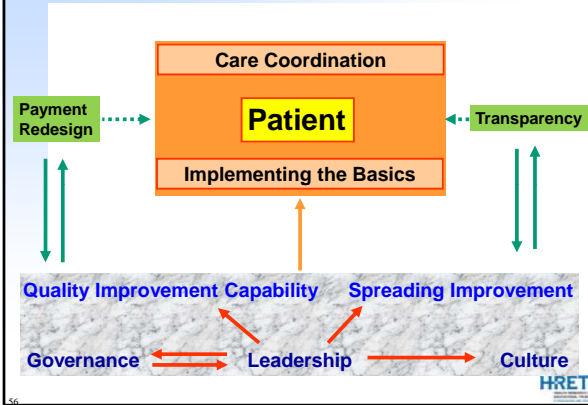 Care Coordination
Payment
Redesign
Patient
Transparency
Implementing the Basics
Quality Improvement Capability
Spreading Improvement
Governance
Leadership
Culture
HRET
56